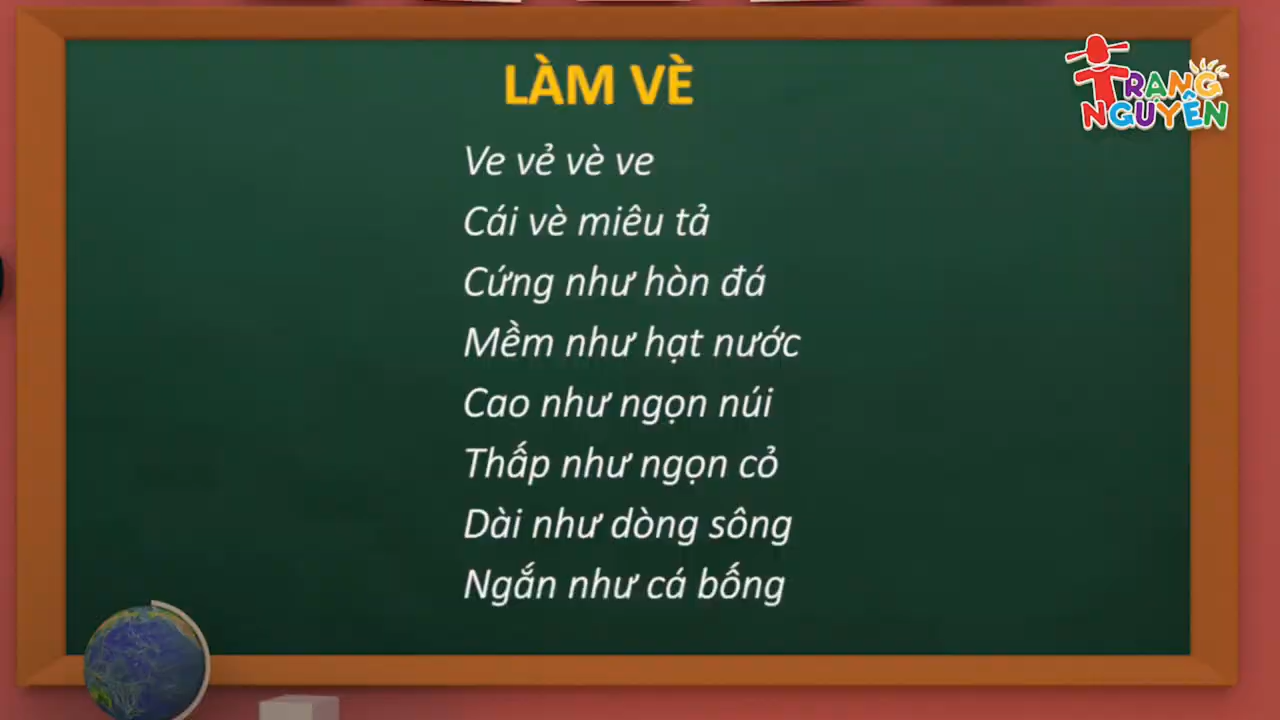 LÀM VÈ
TRẠNG
NGUYÊN
Ve vẻ vè ve
Cái vè miêu tả
Cứng như hòn đá
Mềm như hạt nước
Cao như ngọn núi
Thấp như ngọn cỏ
Dài như dòng sông
Ngắn như cá bống